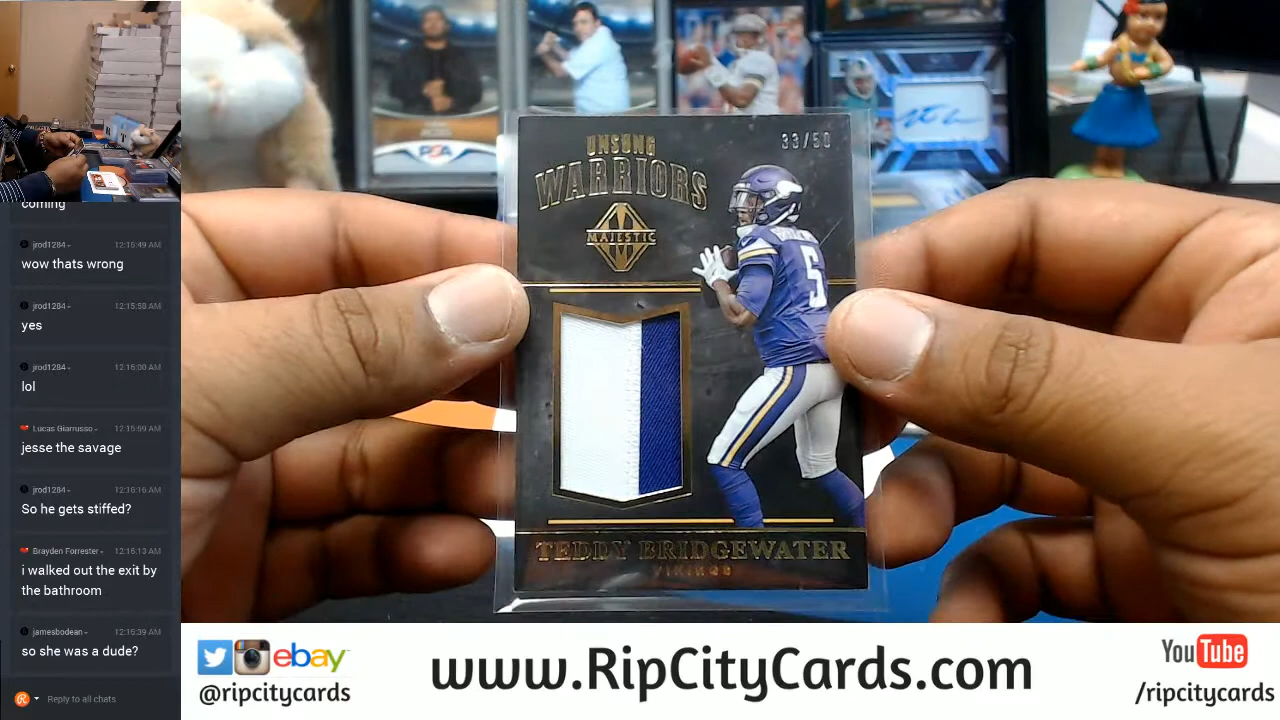 coming
jrod1284 12:15:49 AM
wow thats wrong
jrod1284 12:15:58 AM
yes
jrod1284 12:16:00 AM
lol
Lucas Giarrusso 12:15:59 AM
jesse the savage
jrod1284 12:16:16 AM
So he gets stiffed?
Brayden Forrester 12:16:13 AM
i walked out the exit by
the bathroom
jamesbodean 12:16:39 AM
so she was a dude?
Reply to all chats
PSA
UNSUNG
WARRIORS
33/50
M
MAJESTIC
5
TEDDY BRIDGEWATER
VIKINGS
ebay
@ripcitycards
www.RipCityCards.com
YouTube
/ripcitycards